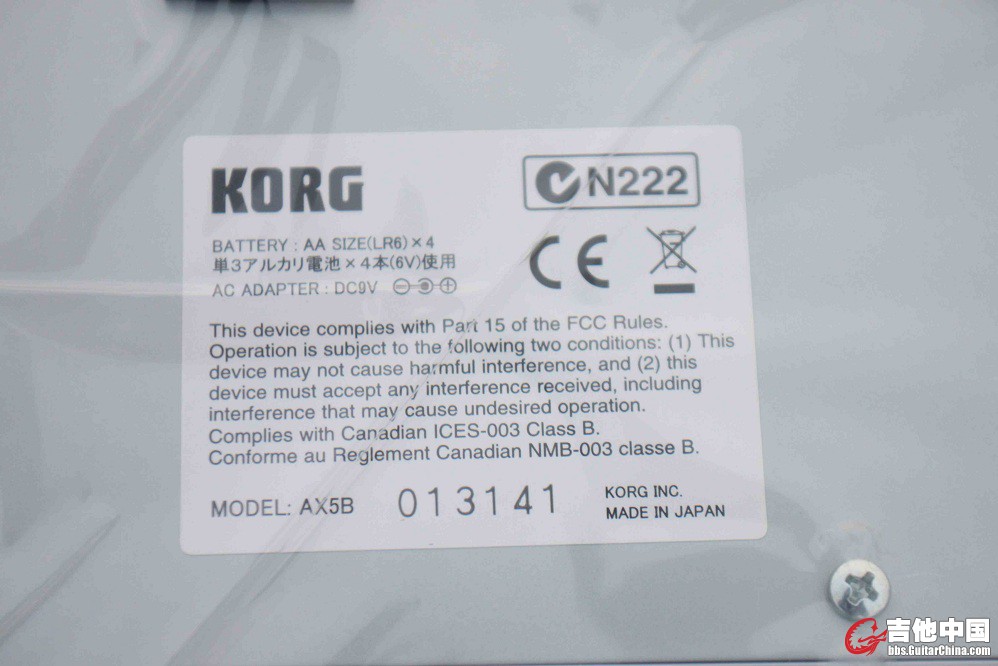 KORG
N222
BATTERY : AA SIZE(LR6)×4
単3アルカリ電池×4本(6V)使用
AC ADAPTER : DC9V
CE
This device complies with Part 15 of the FCC Rules.
Operation is subject to the following two conditions: (1) This
device may not cause harmful interference, and (2) this
device must accept any interference received, including
interference that may cause undesired operation.
Complies with Canadian ICES-003 Class B.
Conforme au Reglement Canadian NMB-003 classe B.
MODEL: AX5B 013141
KORG INC.
MADE IN JAPAN
吉他中国
bbs.GuitarChina.com